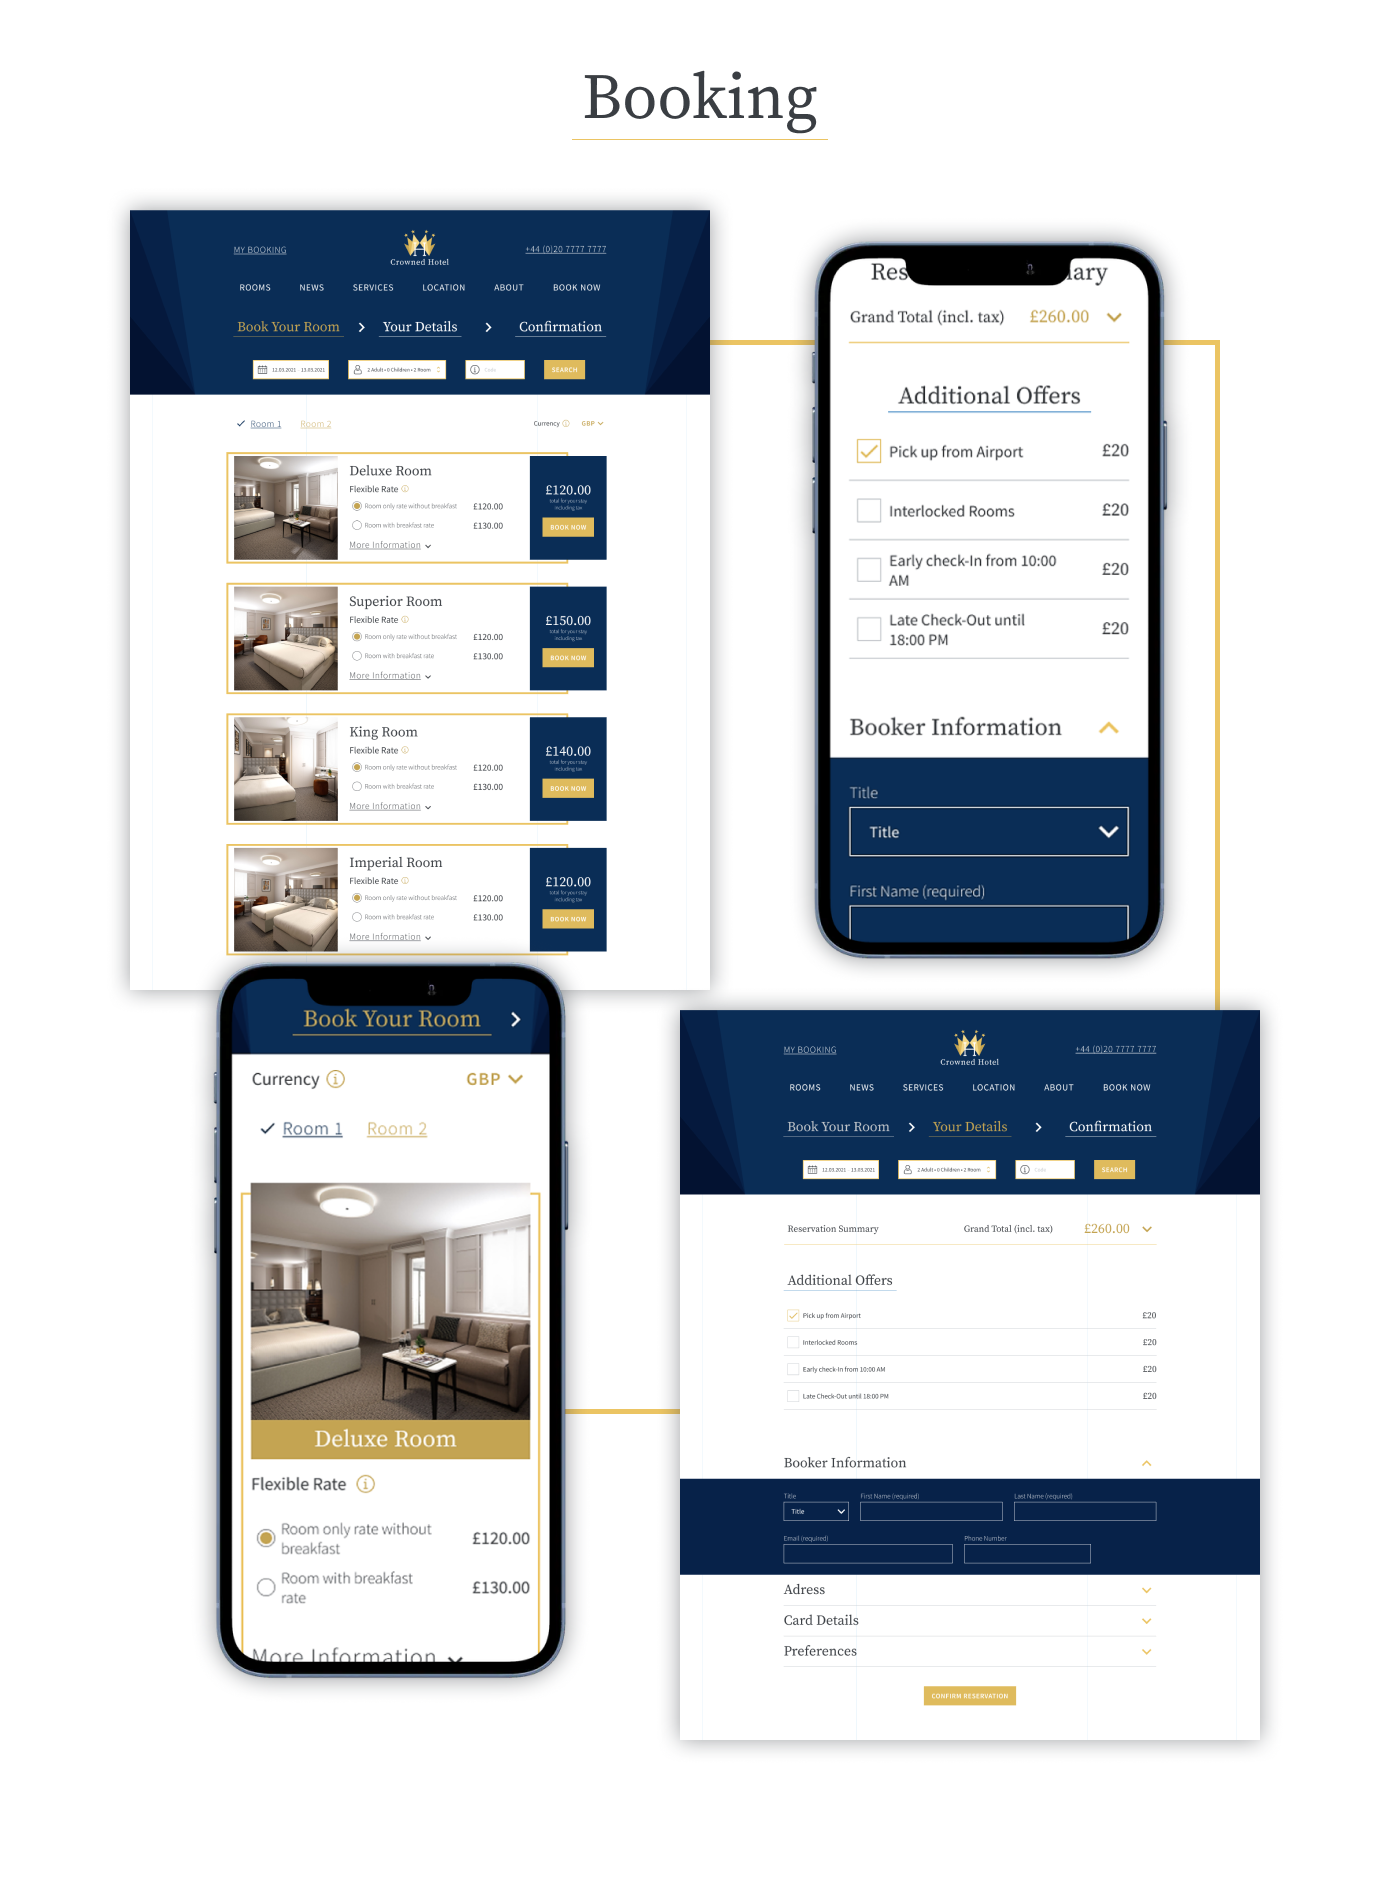 Booking
MY BOOKING
Crowned Hotel
+44 (0)20 7777 7777
ROOMS NEWS SERVICES LOCATION ABOUT BOOK NOW
Book Your Room Your Details Confirmation
12.03.2021 13.03.2021 2 Adult • 0 Children • 2 Room Code SEARCH
Room 1 Room 2 Currency GBP
Deluxe Room
Flexible Rate
Room only rate without breakfast £120.00
Room with breakfast rate £130.00
More Information
£120.00
total for your stay
including tax
BOOK NOW
Superior Room
Flexible Rate
Room only rate without breakfast £120.00
Room with breakfast rate £130.00
More Information
£150.00
total for your stay
including tax
BOOK NOW
King Room
Flexible Rate
Room only rate without breakfast £120.00
Room with breakfast rate £130.00
More Information
£140.00
total for your stay
including tax
BOOK NOW
Imperial Room
Flexible Rate
Room only rate without breakfast £120.00
Room with breakfast rate £130.00
More Information
£120.00
total for your stay
including tax
BOOK NOW
Grand Total (incl. tax) £260.00
Additional Offers
Pick up from Airport £20
Interlocked Rooms £20
Early check-In from 10:00
AM £20
Late Check-Out until
18:00 PM £20
Booker Information
Title
Title
First Name (required)
Book Your Room
Currency GBP
Room 1 Room 2
Deluxe Room
Flexible Rate
Room only rate without
breakfast £120.00
Room with breakfast
rate £130.00
More Information
MY BOOKING
Crowned Hotel
+44 (0)20 7777 7777
ROOMS NEWS SERVICES LOCATION ABOUT BOOK NOW
Book Your Room Your Details Confirmation
12.03.2021 13.03.2021 2 Adult • 0 Children • 2 Room Code SEARCH
Reservation Summary Grand Total (incl. tax) £260.00
Additional Offers
Pick up from Airport £20
Interlocked Rooms £20
Early check-In from 10:00 AM £20
Late Check-Out until 18:00 PM £20
Booker Information
Title First Name (required) Last Name (required)
Title
Email (required) Phone Number
Adress
Card Details
Preferences
CONFIRM RESERVATION